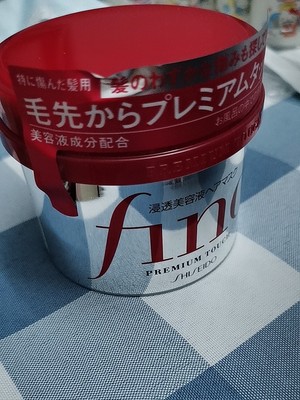 特に傷んだ髪用
毛先からプレミアムタ
美容液成分配合
浸透美容液ヘアマスク
fino
PREMIUM TOUCH
SHISEIDO